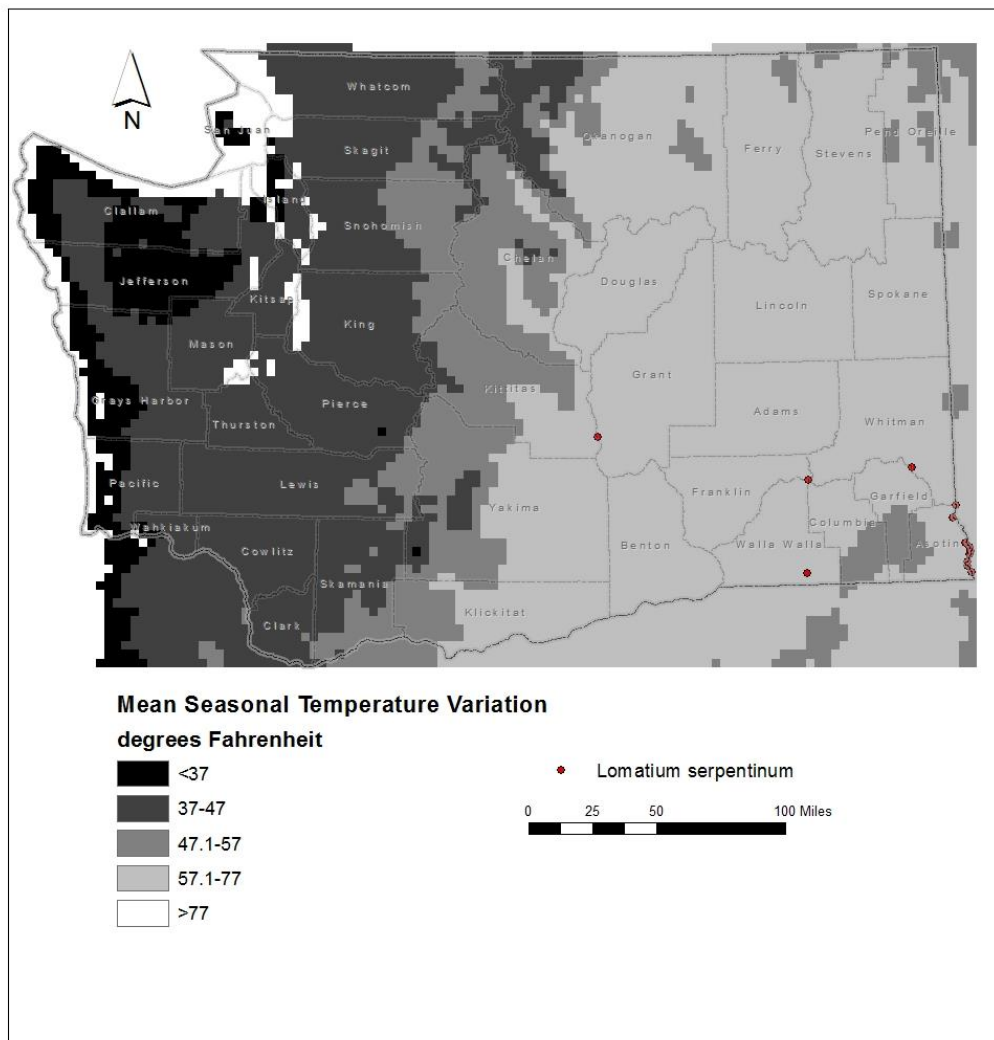 N
Whatcom
San Juan
Skagit
Okanogan
Ferry
Stevens
Pend Oreille
Island
Clallam
Snohomish
Chelan
Jefferson
Kitsap
Douglas
Lincoln
Spokane
King
Mason
Grant
Kittitas
Grays Harbor
Pierce
Adams
Whitman
Thurston
Pacific
Lewis
Yakima
Franklin
Garfield
Columbia
Wahkiakum
Cowlitz
Benton
Walla Walla
Asotin
Skamania
Klickitat
Clark
Mean Seasonal Temperature Variation
degrees Fahrenheit
<37
37-47
47.1-57
57.1-77
>77
Lomatium serpentinum
0 25 50 100 Miles